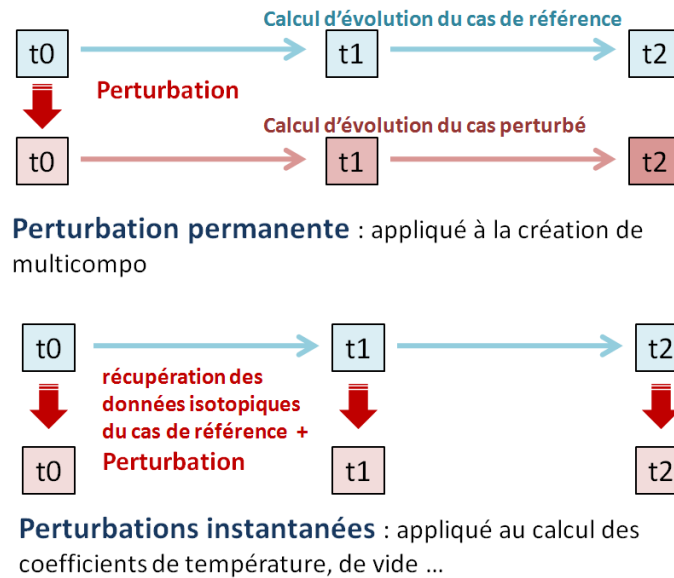 Calcul d'évolution du cas de référence
t0 t1 t2
Perturbation
Calcul d'évolution du cas perturbé
t0 t1 t2
Perturbation permanente : appliqué à la création de
multicompo
t0 t1 t2
récupération des
données isotopiques
du cas de référence +
Perturbation
t0 t1 t2
Perturbations instantanées : appliqué au calcul des
coefficients de température, de vide ...